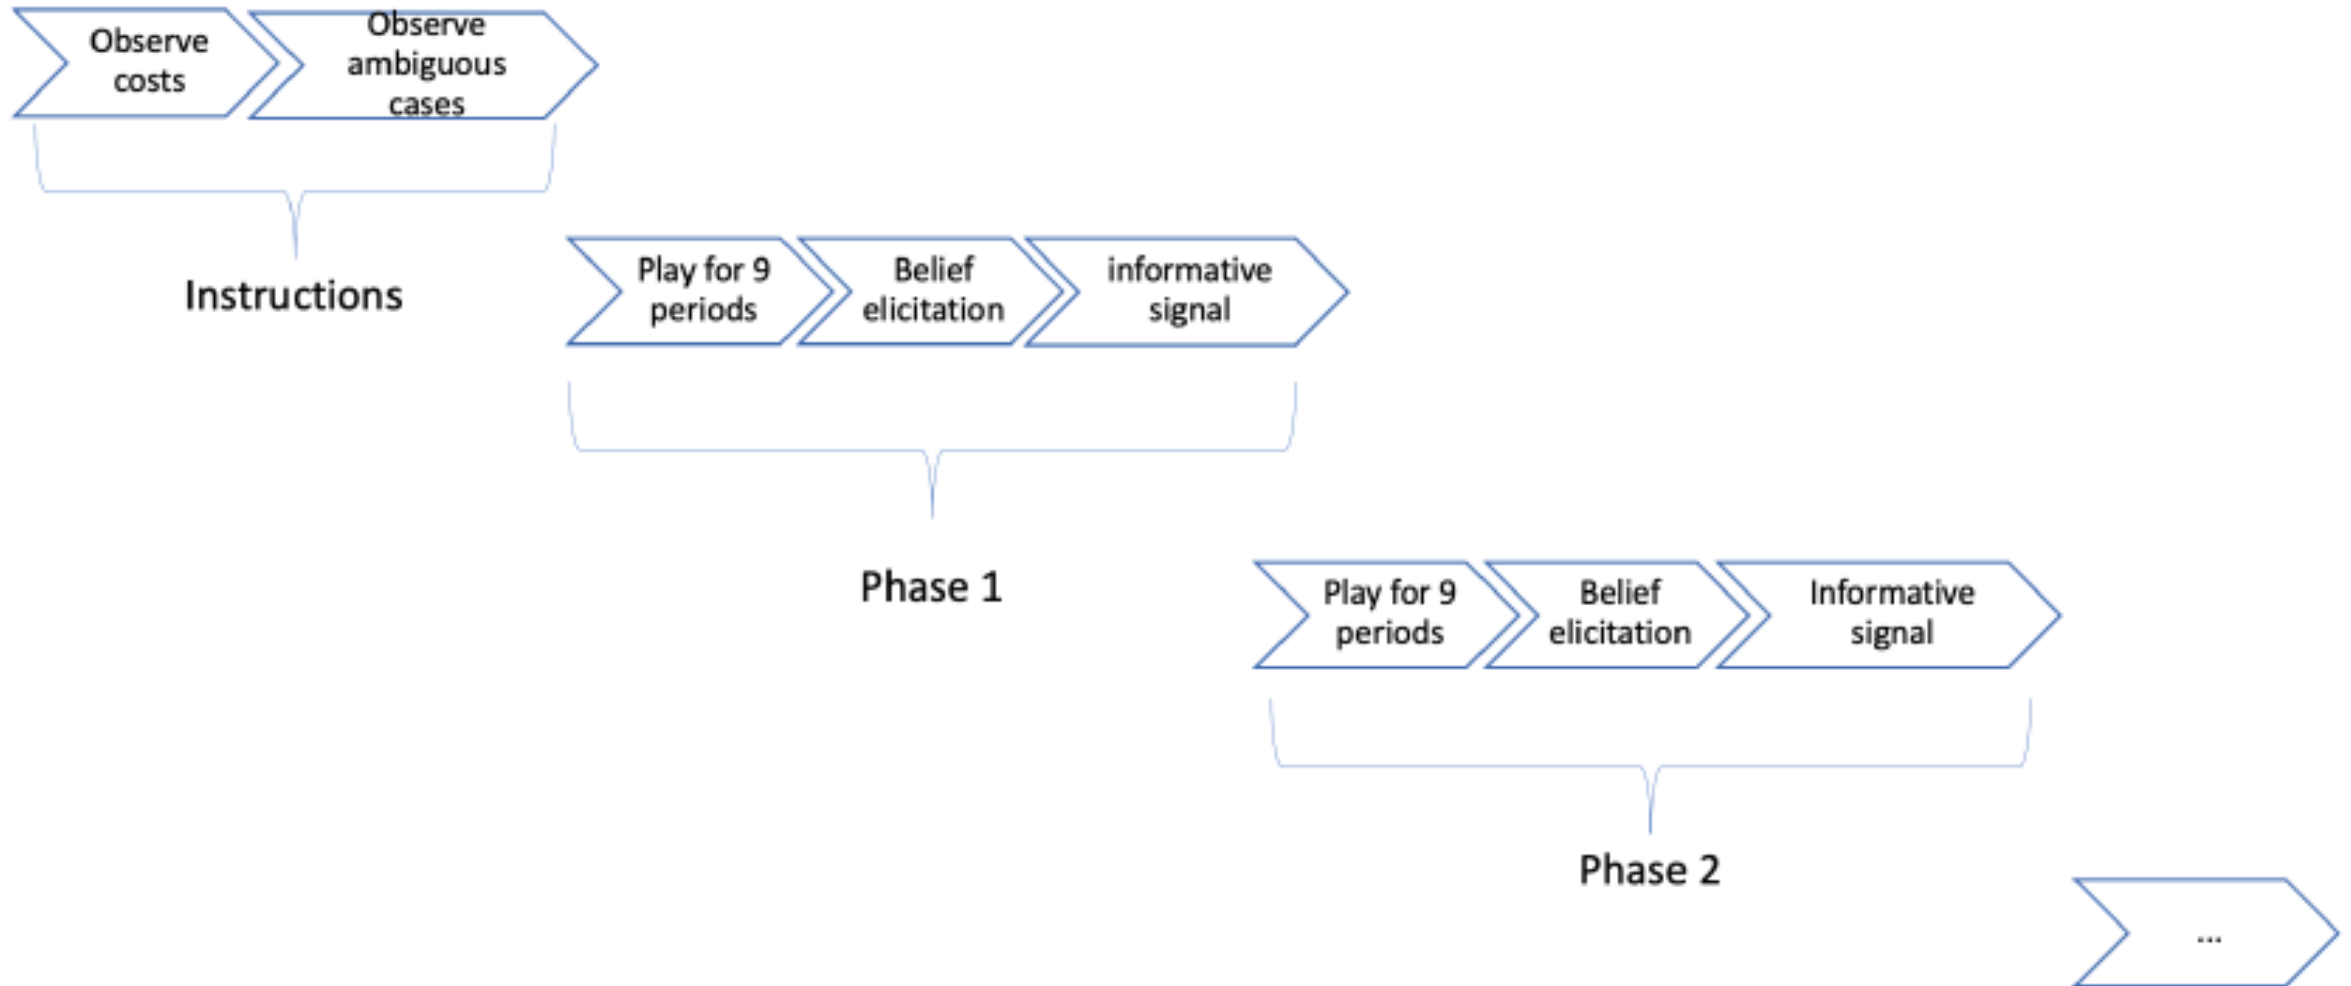 Observe
costs
Observe
ambiguous
cases
Instructions
Play for 9
periods
Belief
elicitation
informative
signal
Phase 1
Play for 9
periods
Belief
elicitation
Informative
signal
Phase 2
...